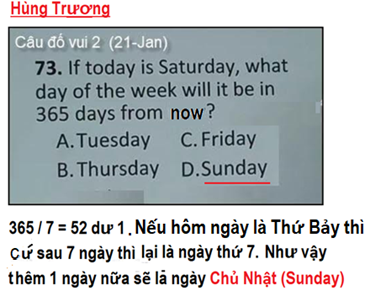 Hùng Trương
Câu đố vui 2 (21-Jan)
73. If today is Saturday, what
day of the week will it be in
365 days from now?
A. Tuesday C. Friday
B. Thursday D. Sunday
365 / 7 = 52 dư 1 . Nếu hôm ngày là Thứ Bảy thì
Cứ sau 7 ngày thì lại là ngày thứ 7. Như vậy
thêm 1 ngày nữa sẽ lã ngày Chủ Nhật (Sunday)